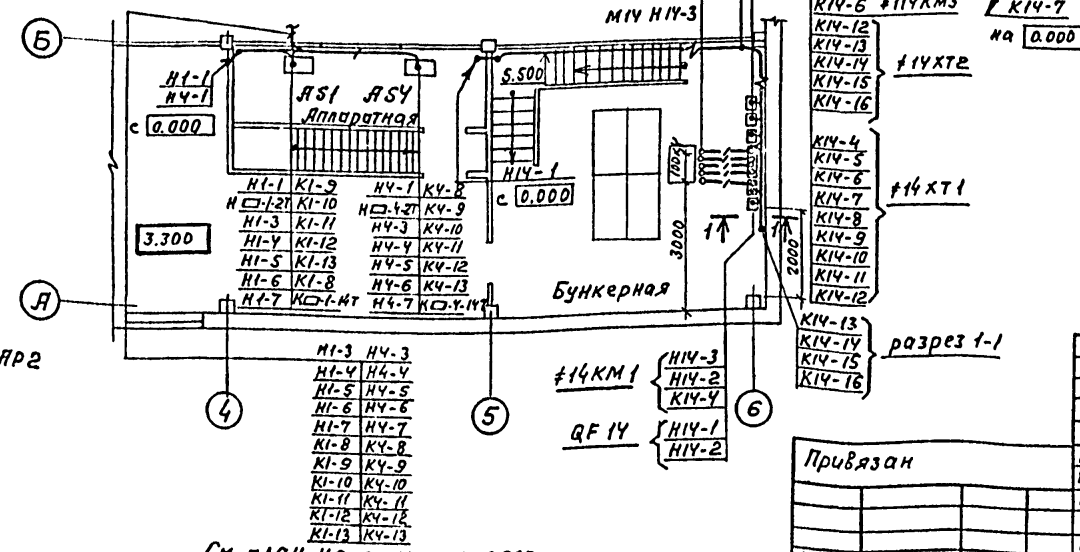 М14 Н14-3
К14-6 ≠114КМ3
К14-7
на 0.000
К14-12
К14-13
К14-14
К14-15
К14-16
≠14ХТ2
Б
5.500
Н1-1
Н4-1
с 0.000
АS1 АS4
Аппаратная
Н14-1
с 0.000
1005
К14-4
К14-5
К14-6
К14-7
К14-8
К14-9
К14-10
К14-11
К14-12
≠14ХТ1
Н1-1 К1-9 Н4-1 К4-8
Н□-1-2Т К1-10 Н□-4-2Т К4-9
Н1-3 К1-11 Н4-3 К4-10
Н1-4 К1-12 Н4-4 К4-11
Н1-5 К1-13 Н4-5 К4-12
Н1-6 К1-8 Н4-6 К4-13
Н1-7 К□-1-14Т Н4-7 К□-4-14Т
3.300
3000
1 1
2000
Бункерная
А
К14-13
К14-14
К14-15
К14-16
разрез 1-1
АР2
Н1-3 Н4-3
Н1-4 Н4-4
Н1-5 Н4-5
Н1-6 Н4-6
Н1-7 Н4-7
К1-8 К4-8
К1-9 К4-9
К1-10 К4-10
К1-11 К4-11
К1-12 К4-12
К1-13 К4-13
≠14КМ1
Н14-3
Н14-2
К14-4
QF 14
Н14-1
Н14-2
4 5 6
Привязан